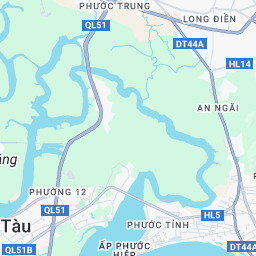 PHƯỚC TRUNG
QL51
LONG ĐIỀN
DT44A
HL14
AN NGÃI
PHƯỜNG 12
QL51
Tàu
PHƯỚC TỈNH
HL5
QL51B
ẤP PHƯỚC
HIỆP
DT44A